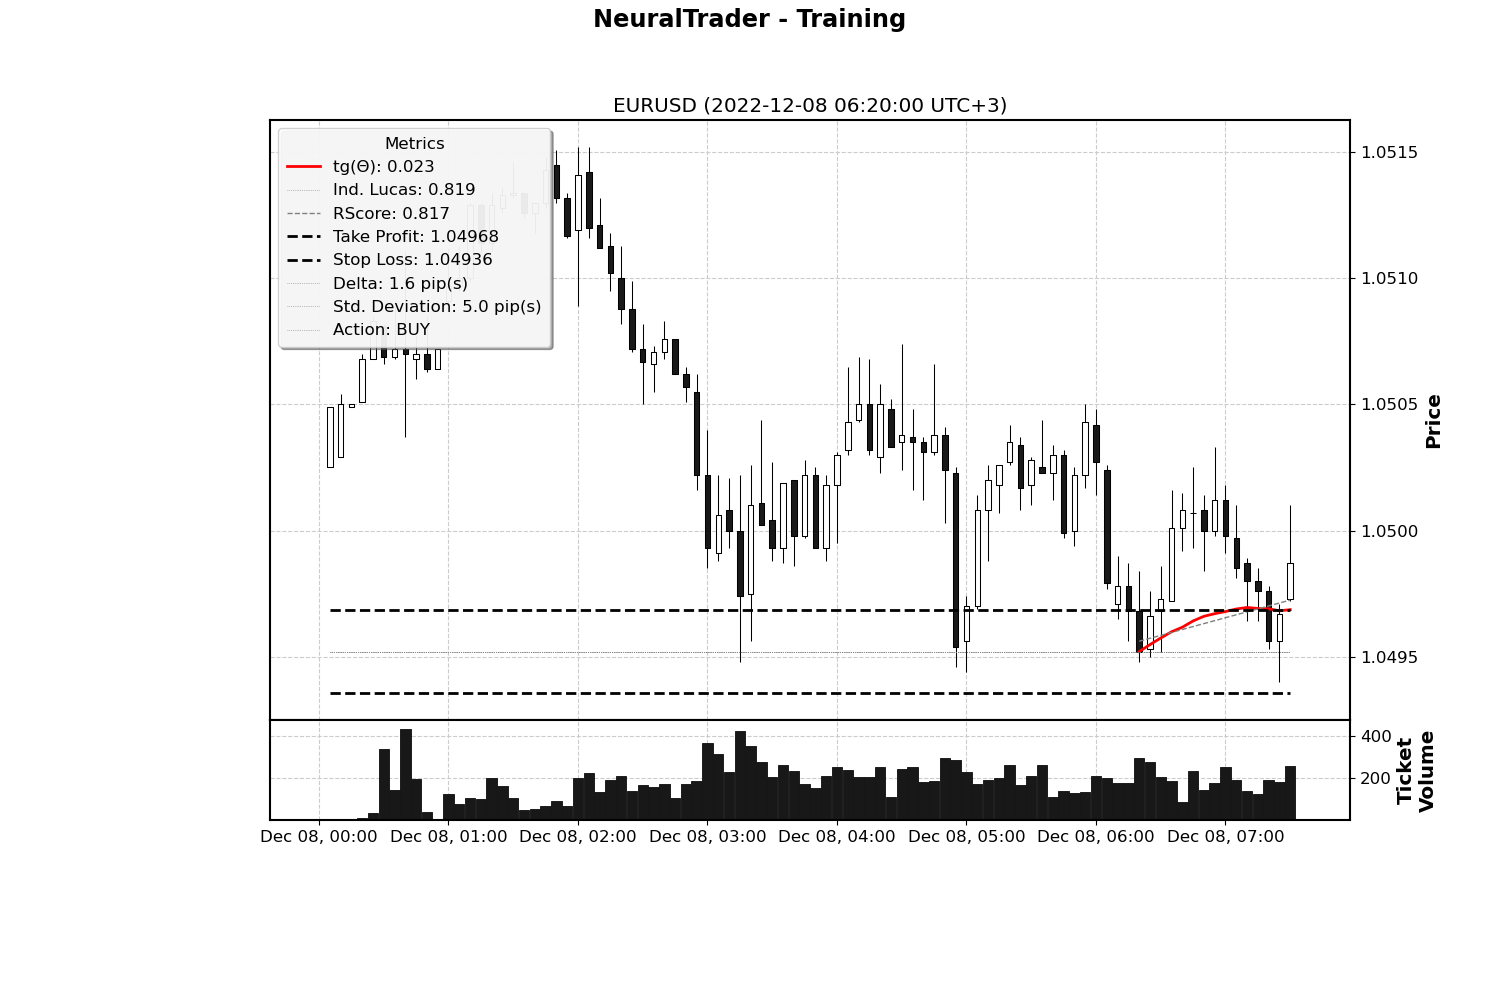 NeuralTrader - Training
EURUSD (2022-12-08 06:20:00 UTC+3)
Metrics
tg(Θ): 0.023
Ind. Lucas: 0.819
RScore: 0.817
Take Profit: 1.04968
Stop Loss: 1.04936
Delta: 1.6 pip(s)
Std. Deviation: 5.0 pip(s)
Action: BUY
1.0515
1.0510
1.0505
1.0500
1.0495
Price
400
200
Ticket
Volume
Dec 08, 00:00 Dec 08, 01:00 Dec 08, 02:00 Dec 08, 03:00 Dec 08, 04:00 Dec 08, 05:00 Dec 08, 06:00 Dec 08, 07:00